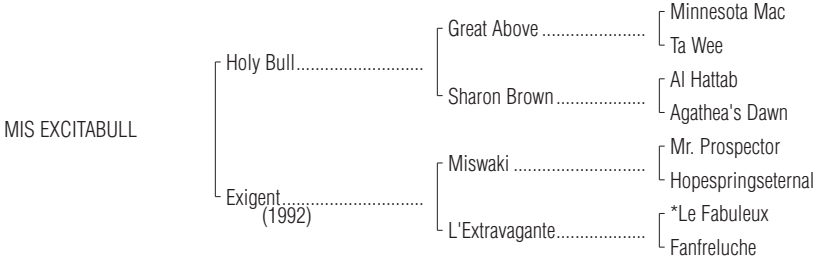 Minnesota Mac
Great Above
Ta Wee
Holy Bull
Al Hattab
Sharon Brown
Agathea's Dawn
MIS EXCITABULL
Mr. Prospector
Miswaki
Hopespringseternal
Exigent
(1992)
*Le Fabuleux
L'Extravagante
Fanfreluche